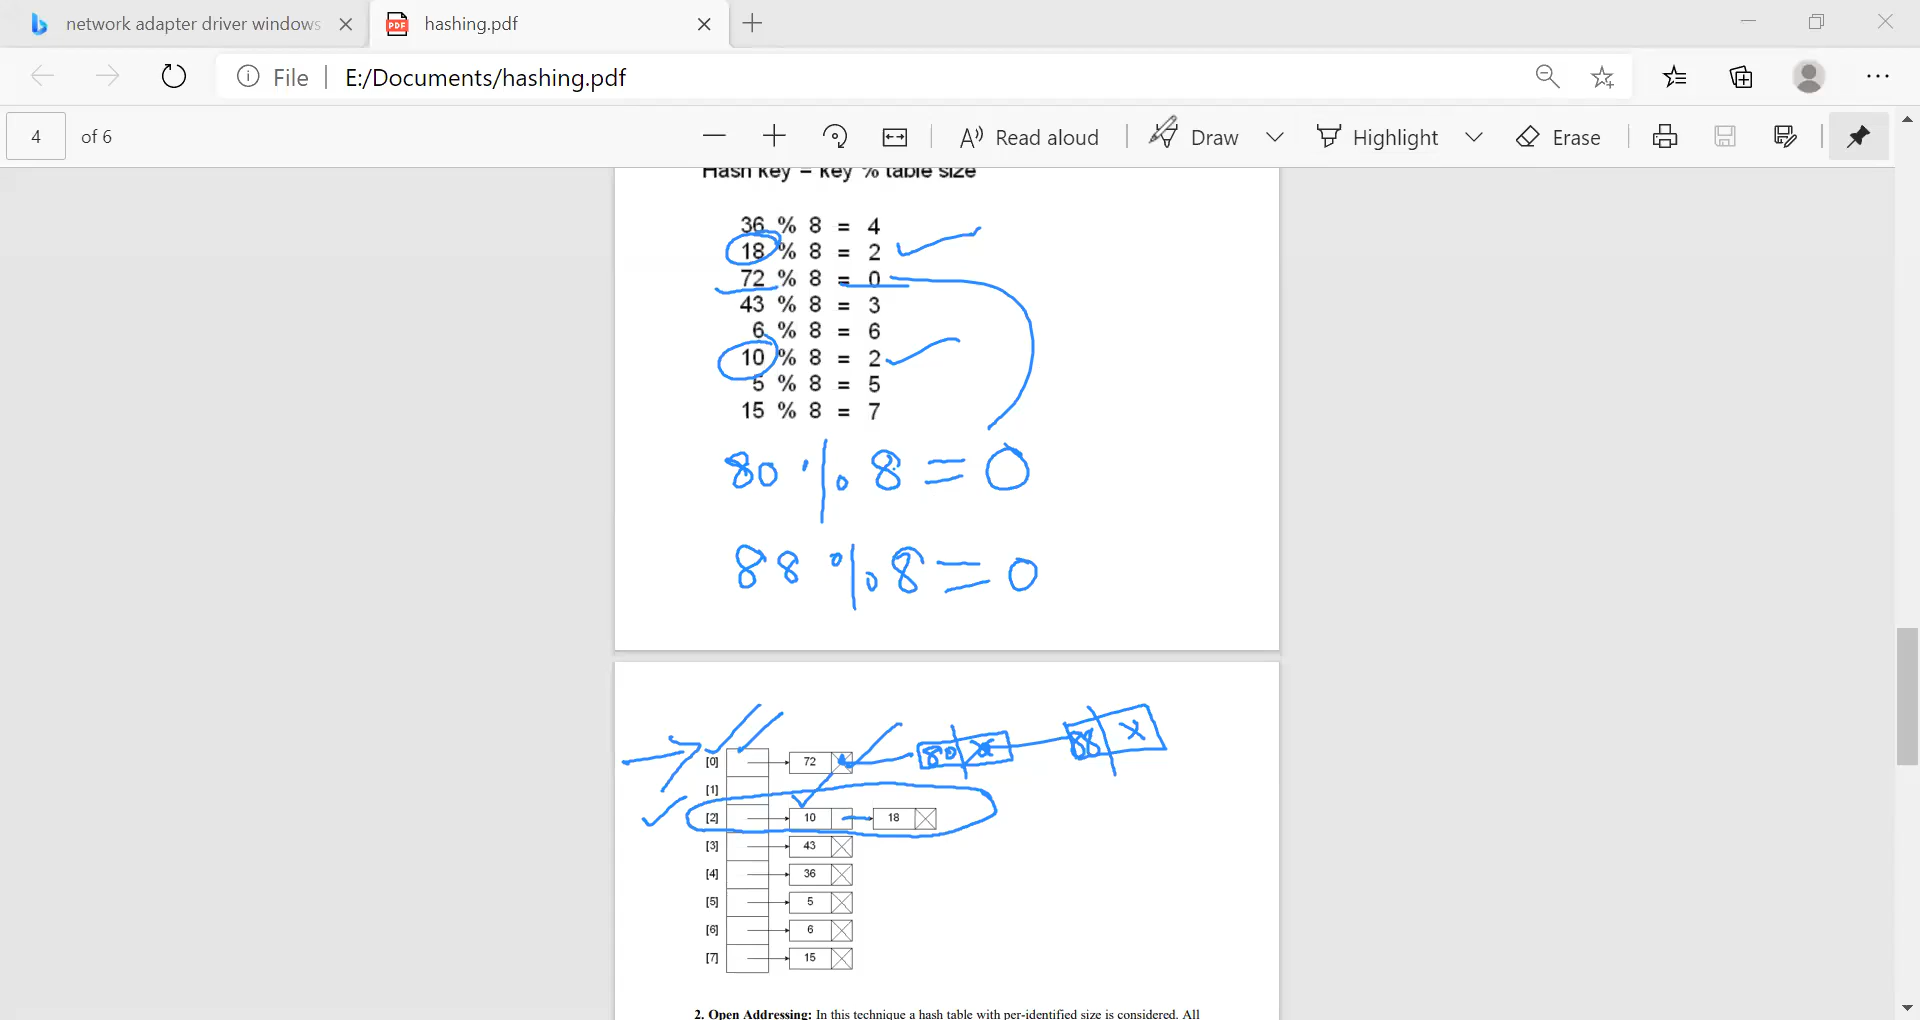 network adapter driver windows
hashing.pdf
File | E:/Documents/hashing.pdf
4 of 6
Read aloud
Draw
Highlight
Erase
Hash key = key % table size
36 % 8 = 4
18 % 8 = 2
72 % 8 = 0
43 % 8 = 3
6 % 8 = 6
10 % 8 = 2
5 % 8 = 5
15 % 8 = 7
80 % 8 = 0
88 % 8 = 0
[0] 72 80 x 88 x
[1]
[2] 10 18
[3] 43
[4] 36
[5] 5
[6] 6
[7] 15
2. Open Addressing: In this technique a hash table with per-identified size is considered. All